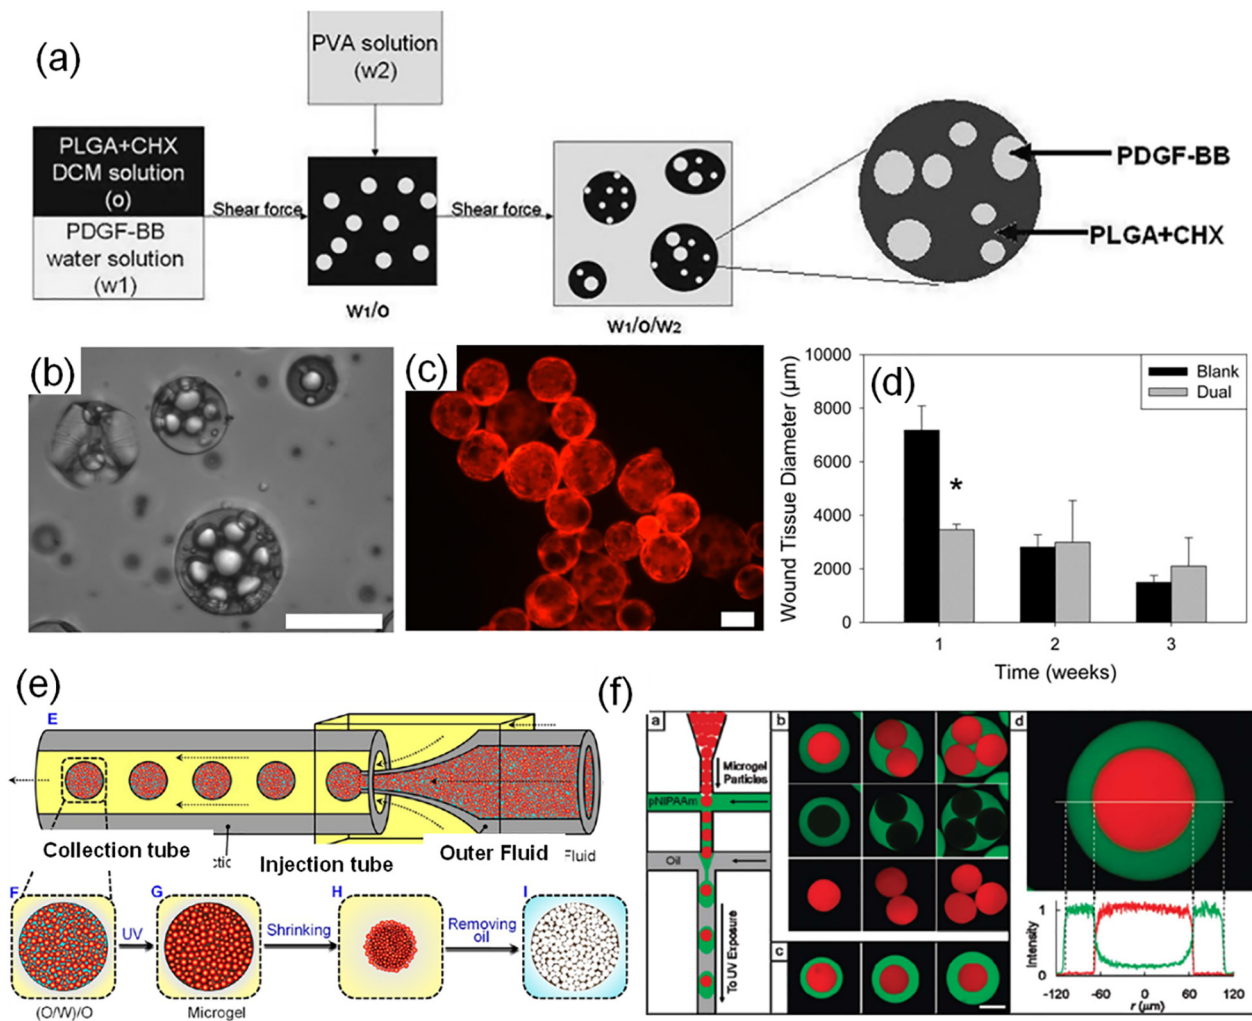 (a)
PVA solution
(w2)
PLGA+CHX
DCM solution
(o)
PDGF-BB
water solution
(w1)
Shear force
Shear force
w1/o
w1/o/w2
PDGF-BB
PLGA+CHX
(b)
(c)
(d)
Wound Tissue Diameter (µm)
10000
8000
6000
4000
2000
0
Blank
Dual
*
1
2
3
Time (weeks)
(e)
E
Collection tube
ctic
Injection tube
Outer Fluid
Fluid
F
G
H
I
UV
Shrinking
Removing
oil
(O/W)/O
Microgel
(f)
a
b
c
d
Microgel
Particles
pNIPAAm
Oil
To UV Exposure
Intensity
1
0
-120
-60
0
60
120
r (µm)